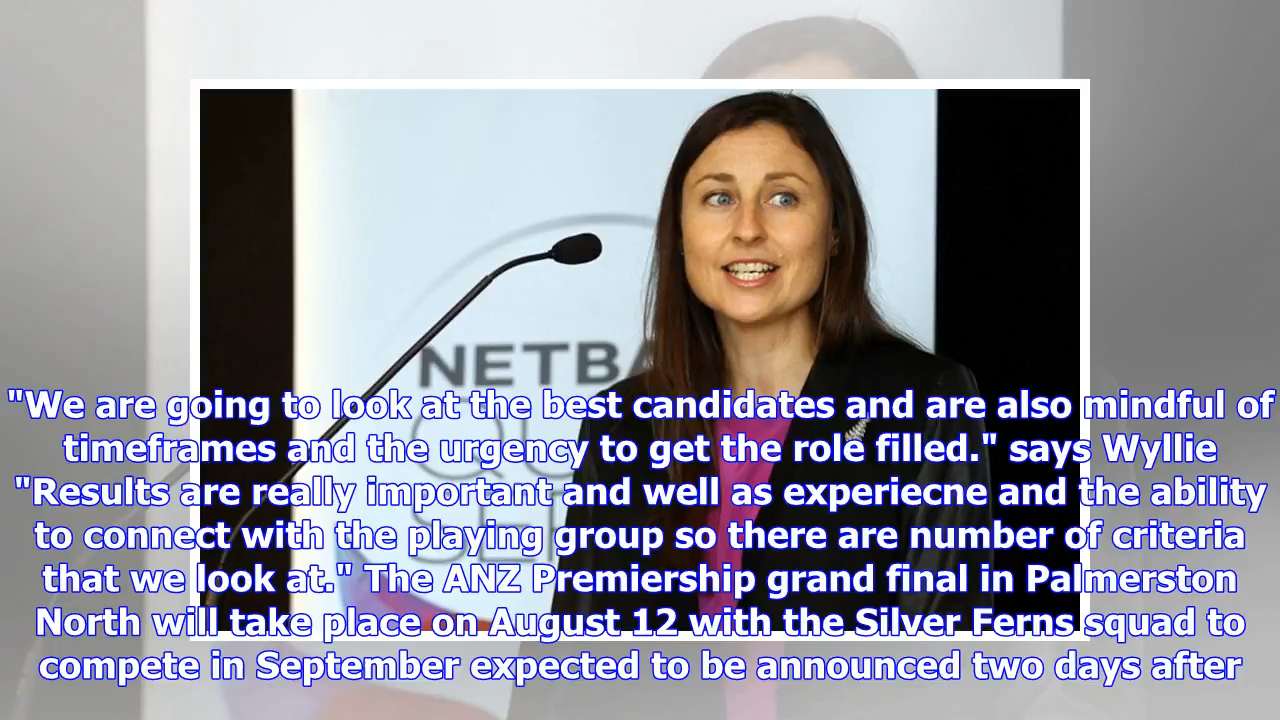 NETBA
"We are going to look at the best candidates and are also mindful of
timeframes and the urgency to get the role filled." says Wyllie
"Results are really important and well as experiecne and the ability
to connect with the playing group so there are number of criteria
that we look at." The ANZ Premiership grand final in Palmerston
North will take place on August 12 with the Silver Ferns squad to
compete in September expected to be announced two days after